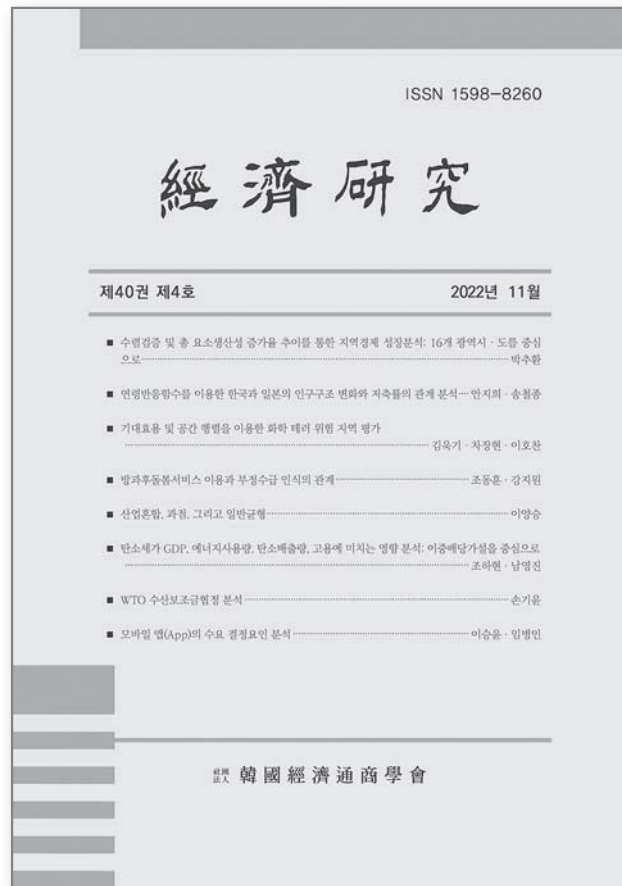 ISSN 1598-8260
經濟研究
제40권 제4호 2022년 11월
■ 수렴검증 및 총 요소생산성 증가율 추이를 통한 지역경제 성장분석: 16개 광역시 · 도를 중심
으로 박추환
■ 연령반응함수를 이용한 한국과 일본의 인구구조 변화와 저축률의 관계 분석 안지희 · 송철종
■ 기대효용 및 공간 행렬을 이용한 화학 테러 위험 지역 평가
김욱기 · 차장현 · 이호찬
■ 방과후돌봄서비스 이용과 부정수급 인식의 관계 조동훈 · 강지원
■ 산업혼합, 과점, 그리고 일반균형 이양승
■ 탄소세가 GDP, 에너지사용량, 탄소배출량, 고용에 미치는 영향 분석: 이중배당가설을 중심으로
조하현 · 남영진
■ WTO 수산보조금협정 분석 손기윤
■ 모바일 앱(App)의 수요 결정요인 분석 이승윤 · 임병인
社團法人 韓國經濟通商學會